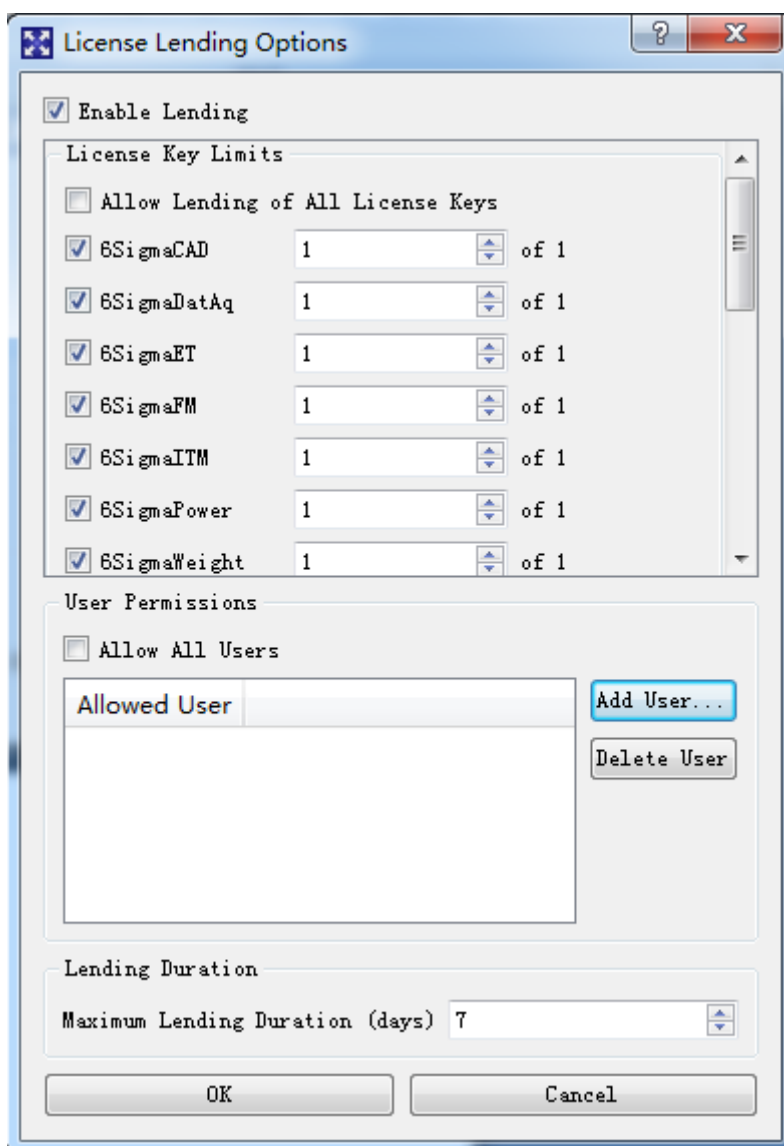 License Lending Options
Enable Lending
License Key Limits
Allow Lending of All License Keys
6SigmaCAD 1 of 1
6SigmaDatAq 1 of 1
6SigmaET 1 of 1
6SigmaFM 1 of 1
6SigmaITM 1 of 1
6SigmaPower 1 of 1
6SigmaWeight 1 of 1
User Permissions
Allow All Users
Allowed User
Add User...
Delete User
Lending Duration
Maximum Lending Duration (days) 7
OK Cancel